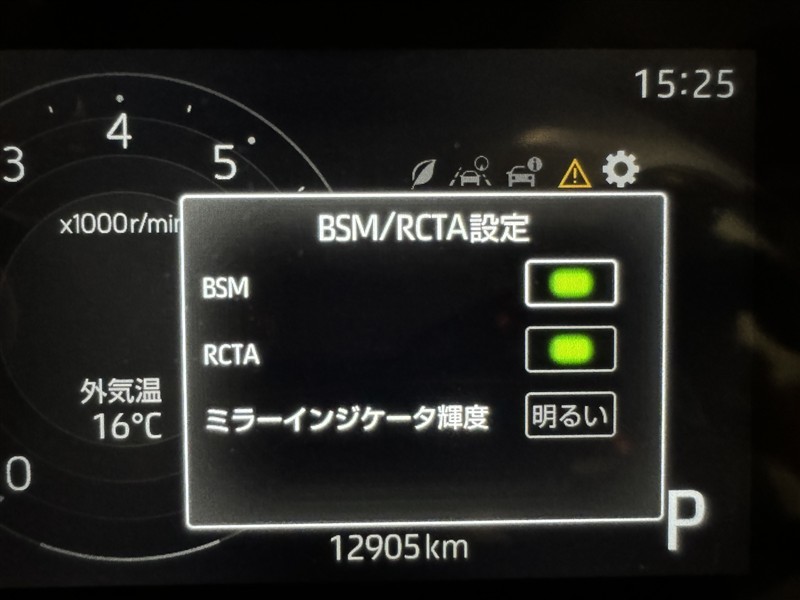 15:25
3
4
5
x1000r/min
BSM/RCTA設定
BSM
RCTA
ミラーインジケータ輝度 明るい
外気温
16℃
0
P
12905km